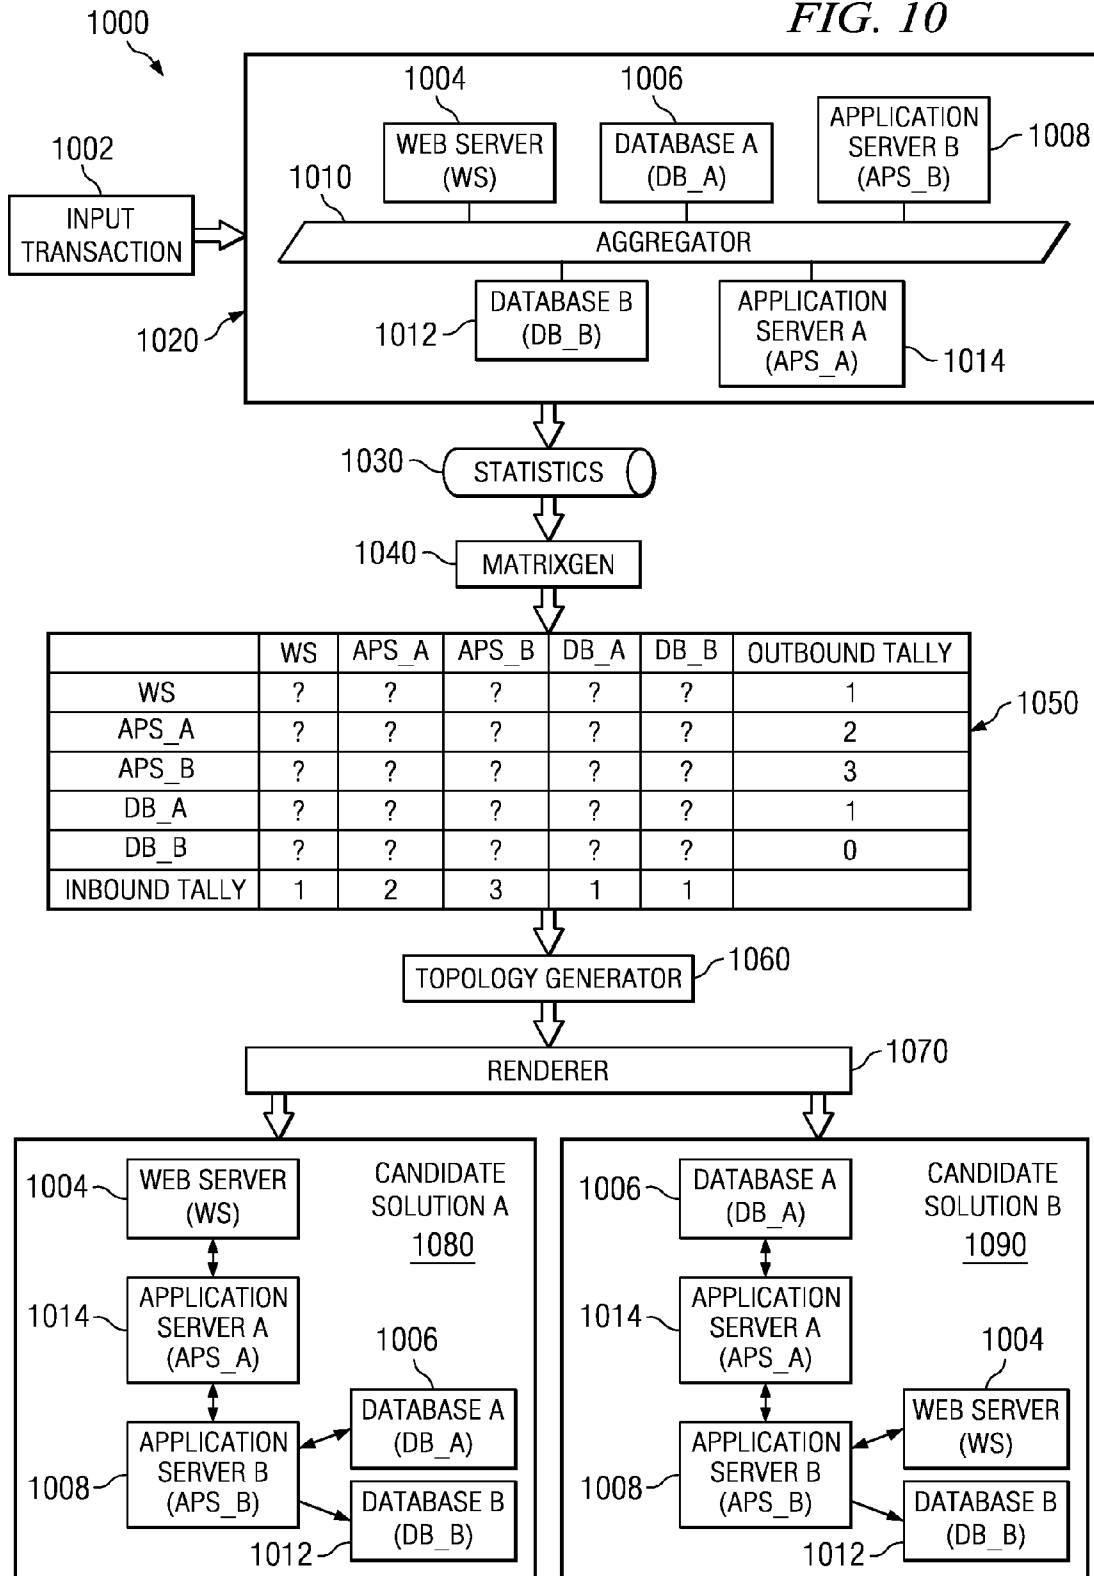 FIG. 10
1000
1002
INPUT
TRANSACTION
1004
WEB SERVER
(WS)
1006
DATABASE A
(DB_A)
APPLICATION
SERVER B
(APS_B)
1008
1010
AGGREGATOR
1012
DATABASE B
(DB_B)
APPLICATION
SERVER A
(APS_A)
1014
1020
1030
STATISTICS
1040
MATRIXGEN
WS APS_A APS_B DB_A DB_B OUTBOUND TALLY
WS ? ? ? ? ? 1
APS_A ? ? ? ? ? 2
APS_B ? ? ? ? ? 3
DB_A ? ? ? ? ? 1
DB_B ? ? ? ? ? 0
INBOUND TALLY 1 2 3 1 1
1050
TOPOLOGY GENERATOR
1060
RENDERER
1070
CANDIDATE
SOLUTION A
1080
1004
WEB SERVER
(WS)
1014
APPLICATION
SERVER A
(APS_A)
1006
DATABASE A
(DB_A)
1008
APPLICATION
SERVER B
(APS_B)
DATABASE B
(DB_B)
1012
CANDIDATE
SOLUTION B
1090
1006
DATABASE A
(DB_A)
1014
APPLICATION
SERVER A
(APS_A)
1004
WEB SERVER
(WS)
1008
APPLICATION
SERVER B
(APS_B)
DATABASE B
(DB_B)
1012